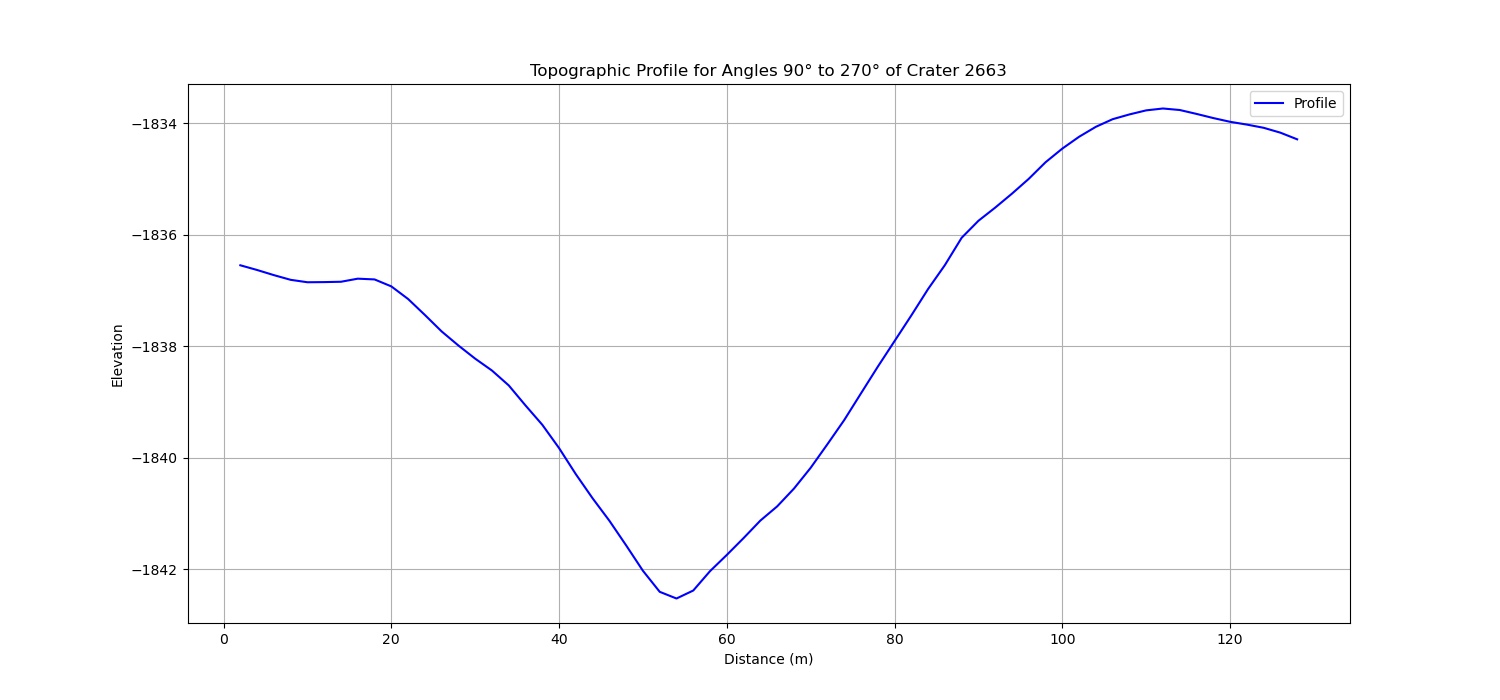 Topographic Profile for Angles 90° to 270° of Crater 2663
Profile
−1834
−1836
−1838
−1840
−1842
Elevation
0 20 40 60 80 100 120
Distance (m)